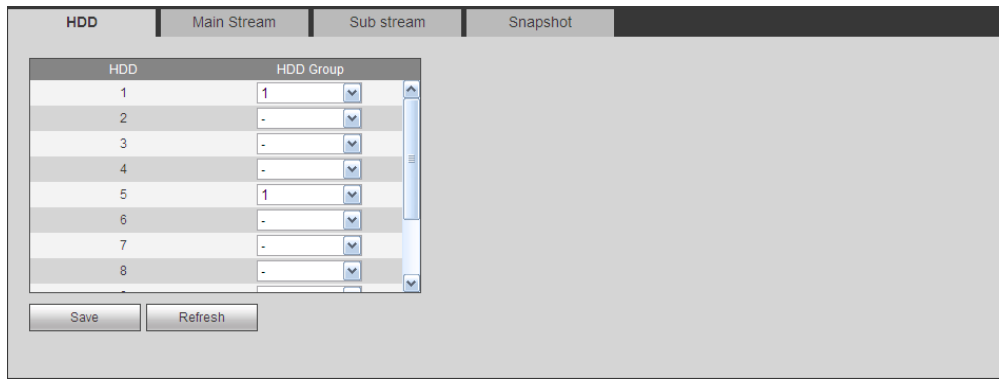 HDD Main Stream Sub stream Snapshot
HDD HDD Group
1 1
2 -
3 -
4 -
5 1
6 -
7 -
8 -
Save Refresh